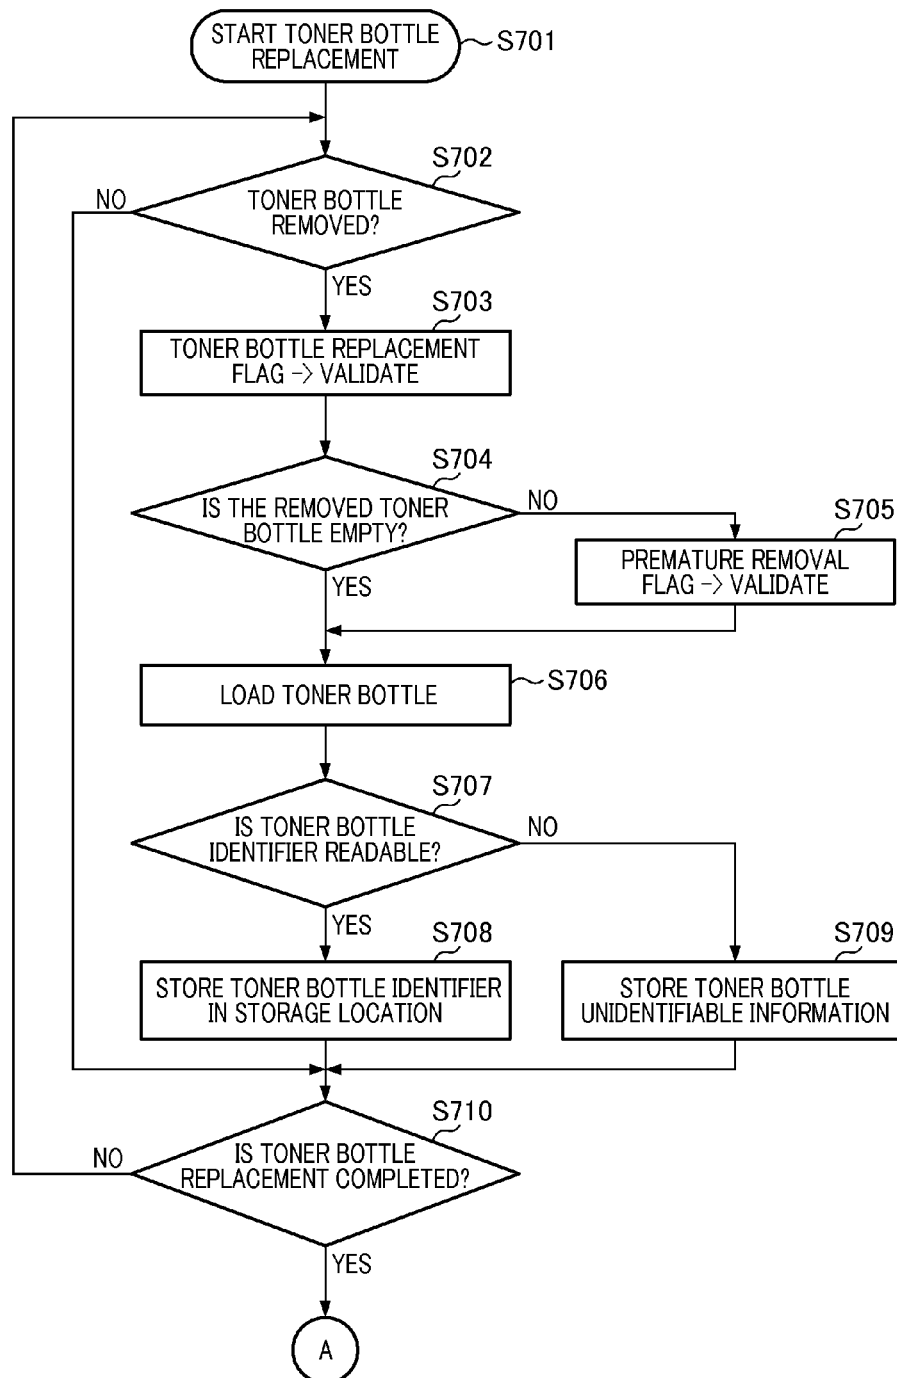 START TONER BOTTLE
REPLACEMENT
S701
S702
NO
TONER BOTTLE
REMOVED?
YES
S703
TONER BOTTLE REPLACEMENT
FLAG -> VALIDATE
S704
IS THE REMOVED TONER
BOTTLE EMPTY?
NO
S705
PREMATURE REMOVAL
FLAG -> VALIDATE
YES
LOAD TONER BOTTLE
S706
S707
IS TONER BOTTLE
IDENTIFIER READABLE?
NO
YES
S708
STORE TONER BOTTLE IDENTIFIER
IN STORAGE LOCATION
S709
STORE TONER BOTTLE
UNIDENTIFIABLE INFORMATION
S710
NO
IS TONER BOTTLE
REPLACEMENT COMPLETED?
YES
A